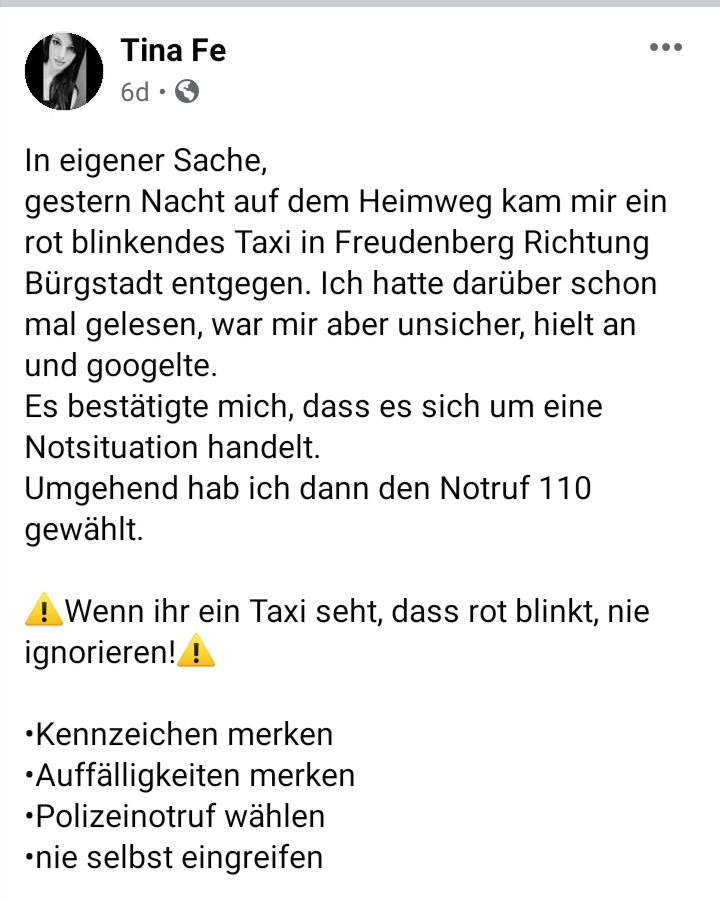 Tina Fe
6d •
In eigener Sache,
gestern Nacht auf dem Heimweg kam mir ein
rot blinkendes Taxi in Freudenberg Richtung
Bürgstadt entgegen. Ich hatte darüber schon
mal gelesen, war mir aber unsicher, hielt an
und googelte.
Es bestätigte mich, dass es sich um eine
Notsituation handelt.
Umgehend hab ich dann den Notruf 110
gewählt.
⚠️Wenn ihr ein Taxi seht, dass rot blinkt, nie
ignorieren!⚠️
•Kennzeichen merken
•Auffälligkeiten merken
•Polizeinotruf wählen
•nie selbst eingreifen